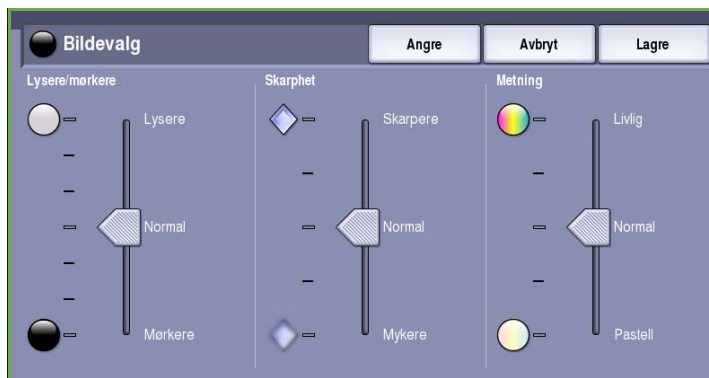 Bildevalg
Angre
Avbryt
Lagre
Lysere/mørkere
Lysere
Normal
Mørkere
Skarphet
Skarpere
Normal
Mykere
Metning
Livlig
Normal
Pastell